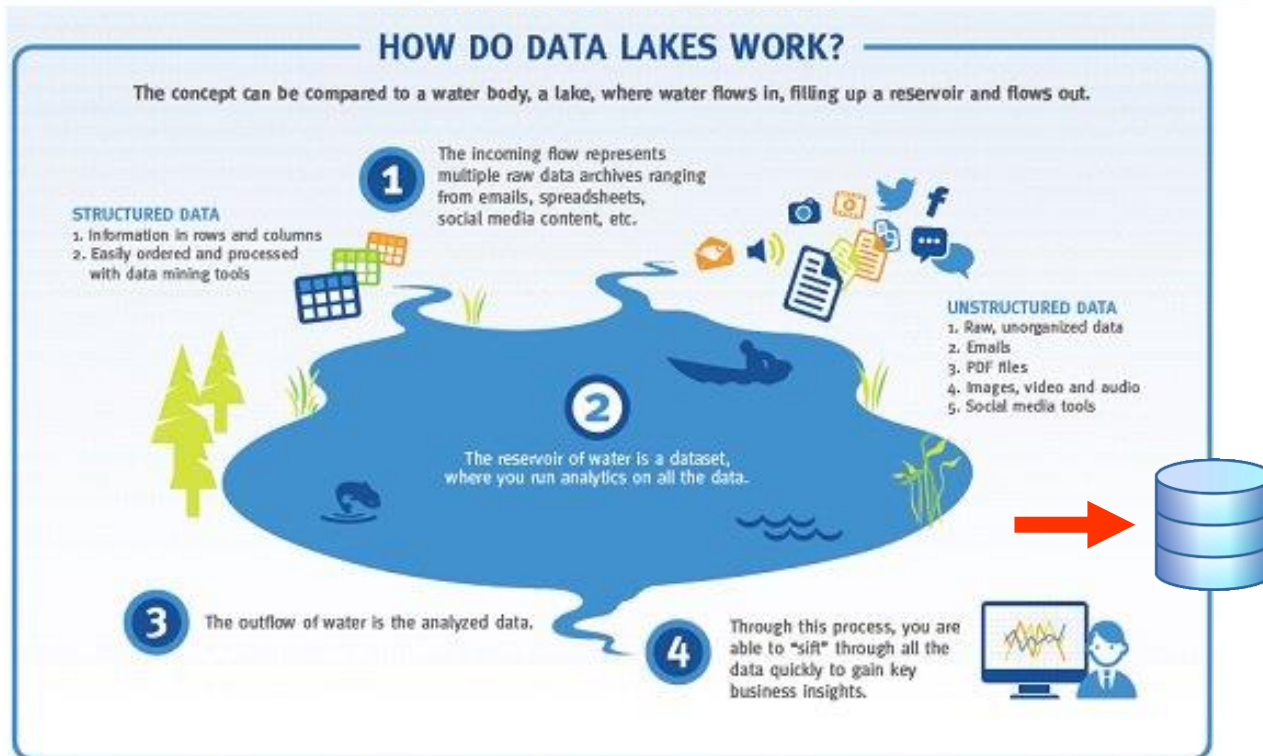 HOW DO DATA LAKES WORK?
The concept can be compared to a water body, a lake, where water flows in, filling up a reservoir and flows out.
1
The incoming flow represents
multiple raw data archives ranging
from emails, spreadsheets,
social media content, etc.
STRUCTURED DATA
1. Information in rows and columns
2. Easily ordered and processed
with data mining tools
UNSTRUCTURED DATA
1. Raw, unorganized data
2. Emails
3. PDF files
4. Images, video and audio
5. Social media tools
2
The reservoir of water is a dataset,
where you run analytics on all the data.
3
The outflow of water is the analyzed data.
4
Through this process, you are
able to "sift" through all the
data quickly to gain key
business insights.